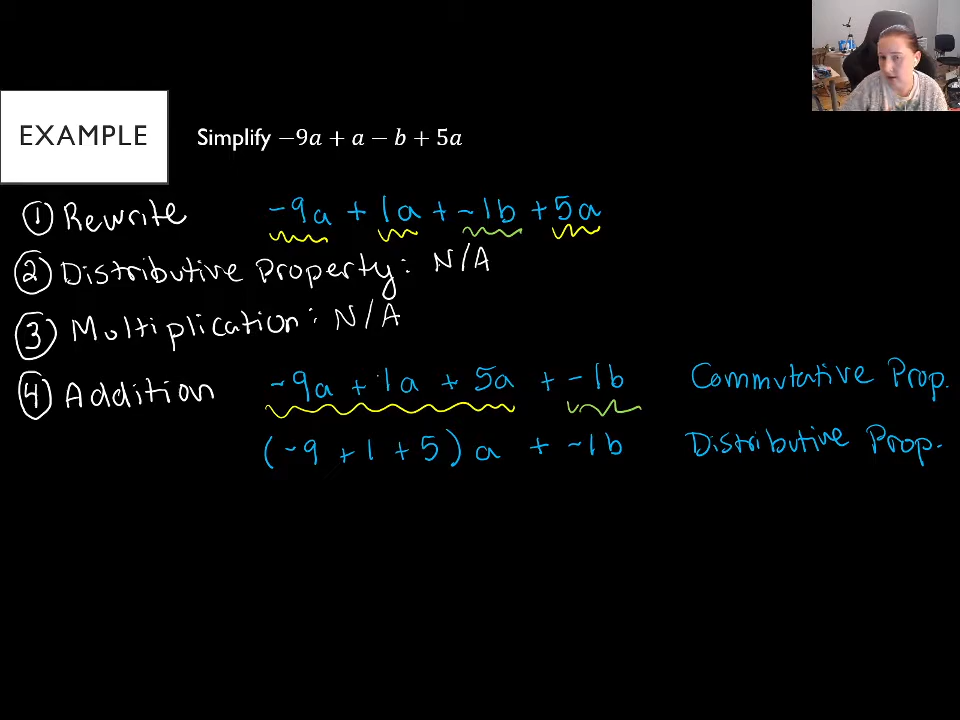 EXAMPLE
Simplify −9a + a − b + 5a
① Rewrite -9a + 1a + -1b + 5a
② Distributive Property: N/A
③ Multiplication: N/A
④ Addition -9a + 1a + 5a + -1b Commutative Prop.
(-9 + 1 + 5)a + -1b Distributive Prop.